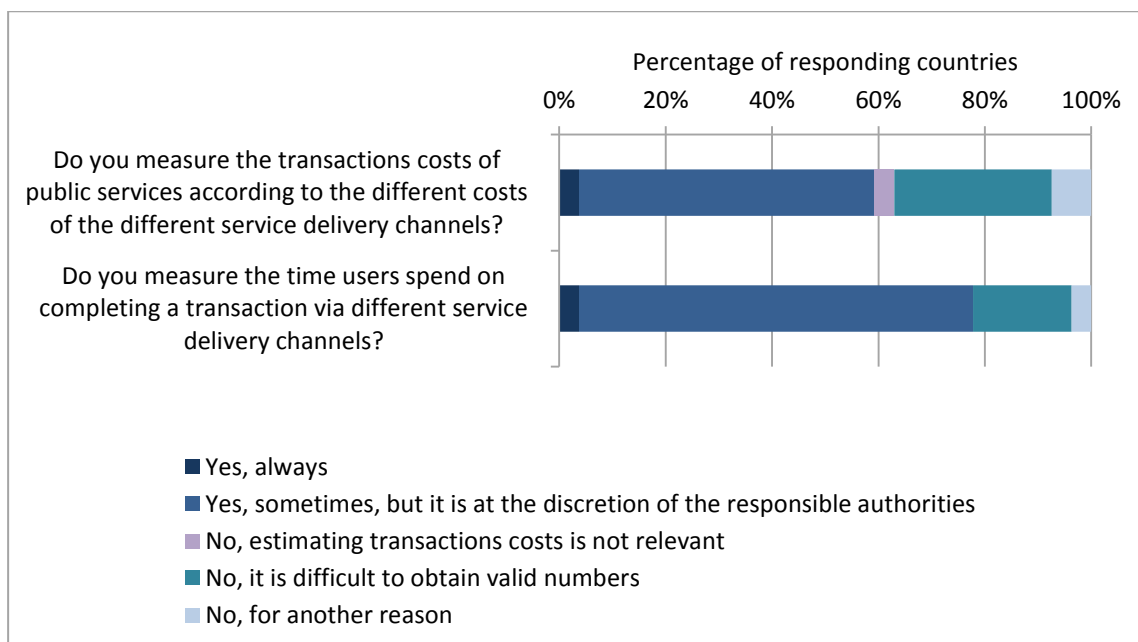 Percentage of responding countries
0% 20% 40% 60% 80% 100%
Do you measure the transactions costs of
public services according to the different costs
of the different service delivery channels?
Do you measure the time users spend on
completing a transaction via different service
delivery channels?
Yes, always
Yes, sometimes, but it is at the discretion of the responsible authorities
No, estimating transactions costs is not relevant
No, it is difficult to obtain valid numbers
No, for another reason